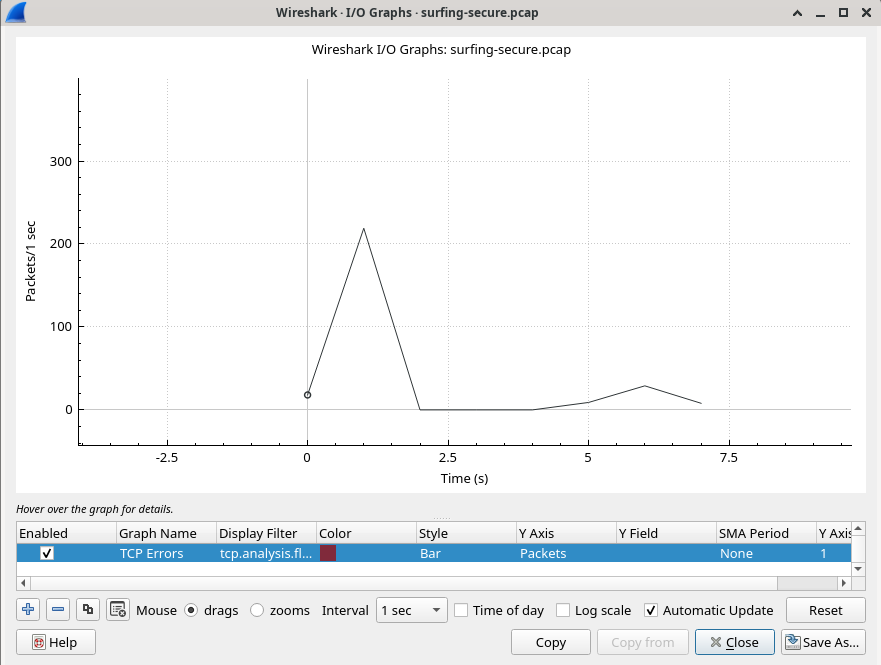 Wireshark · I/O Graphs · surfing-secure.pcap
Wireshark I/O Graphs: surfing-secure.pcap
Packets/1 sec
300
200
100
0
-2.5 0 2.5 5 7.5
Time (s)
Hover over the graph for details.
Enabled Graph Name Display Filter Color Style Y Axis Y Field SMA Period Y Axis
TCP Errors tcp.analysis.fl... Bar Packets None 1
Mouse drags zooms Interval 1 sec Time of day Log scale Automatic Update Reset
Help Copy Copy from Close Save As...